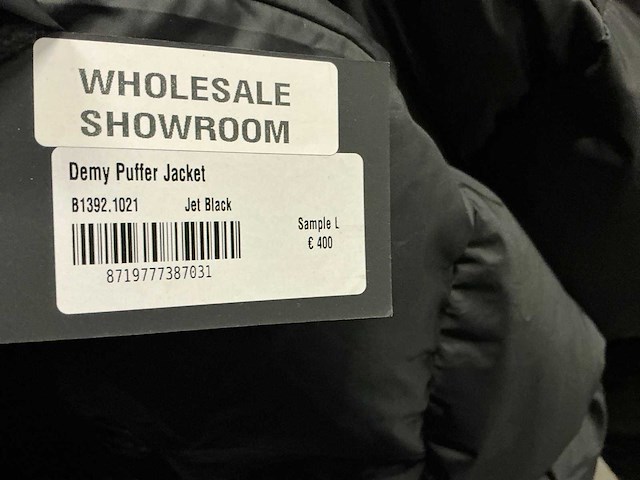 WHOLESALE
SHOWROOM
Demy Puffer Jacket
B1392.1021 Jet Black
Sample L
€ 400
8719777387031